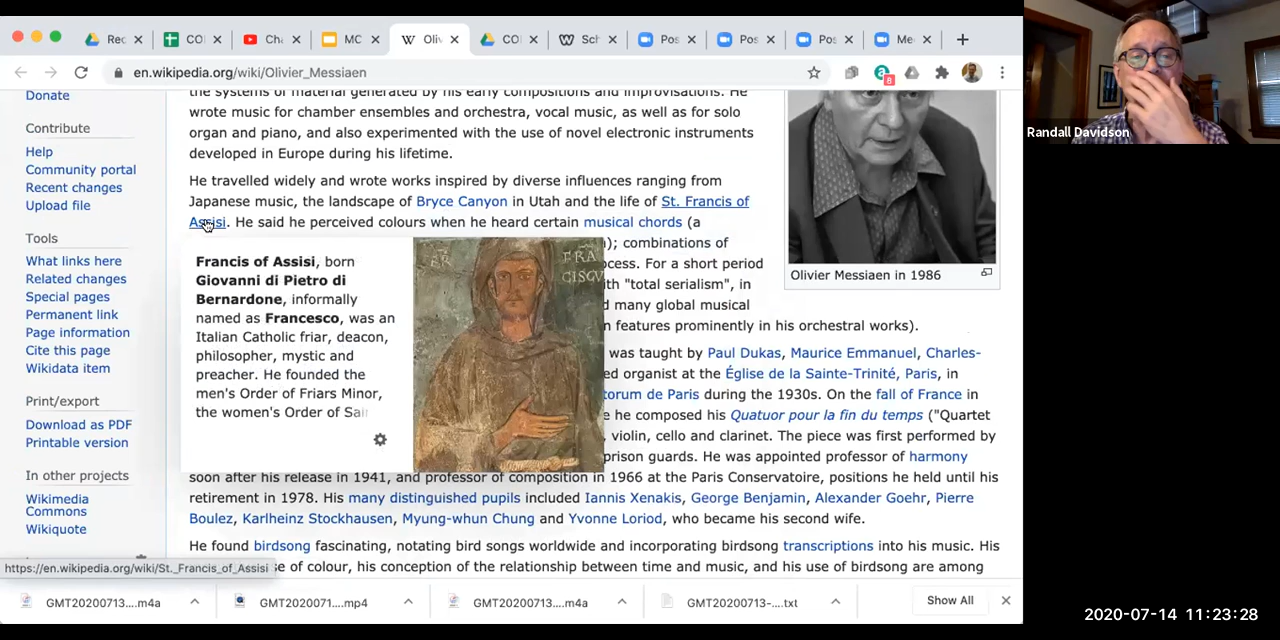 Rec
CO
Cha
MC
Oliv
CO
Sch
Pos
Pos
Pos
Me
en.wikipedia.org/wiki/Olivier_Messiaen
8
Donate
Contribute
Help
Community portal
Recent changes
Upload file
Tools
What links here
Related changes
Special pages
Permanent link
Page information
Cite this page
Wikidata item
Print/export
Download as PDF
Printable version
In other projects
Wikimedia
Commons
Wikiquote
the systems of material generated by his early compositions and improvisations. He
wrote music for chamber ensembles and orchestra, vocal music, as well as for solo
organ and piano, and also experimented with the use of novel electronic instruments
developed in Europe during his lifetime.
He travelled widely and wrote works inspired by diverse influences ranging from
Japanese music, the landscape of Bryce Canyon in Utah and the life of St. Francis of
Assisi. He said he perceived colours when he heard certain musical chords (a
); combinations of
ocess. For a short period
ith "total serialism", in
d many global musical
n features prominently in his orchestral works).
was taught by Paul Dukas, Maurice Emmanuel, Charles-
ed organist at the Église de la Sainte-Trinité, Paris, in
torum de Paris during the 1930s. On the fall of France in
e he composed his Quatuor pour la fin du temps ("Quartet
, violin, cello and clarinet. The piece was first performed by
prison guards. He was appointed professor of harmony
soon after his release in 1941, and professor of composition in 1966 at the Paris Conservatoire, positions he held until his
retirement in 1978. His many distinguished pupils included Iannis Xenakis, George Benjamin, Alexander Goehr, Pierre
Boulez, Karlheinz Stockhausen, Myung-whun Chung and Yvonne Loriod, who became his second wife.
He found birdsong fascinating, notating bird songs worldwide and incorporating birdsong transcriptions into his music. His
se of colour, his conception of the relationship between time and music, and his use of birdsong are among
Francis of Assisi, born
Giovanni di Pietro di
Bernardone, informally
named as Francesco, was an
Italian Catholic friar, deacon,
philosopher, mystic and
preacher. He founded the
men's Order of Friars Minor,
the women's Order of Sai
FRA
CISCV
Olivier Messiaen in 1986
https://en.wikipedia.org/wiki/St._Francis_of_Assisi
GMT20200713....m4a
GMT2020071....mp4
GMT20200713....m4a
GMT20200713-....txt
Show All
Randall Davidson
2020-07-14 11:23:28